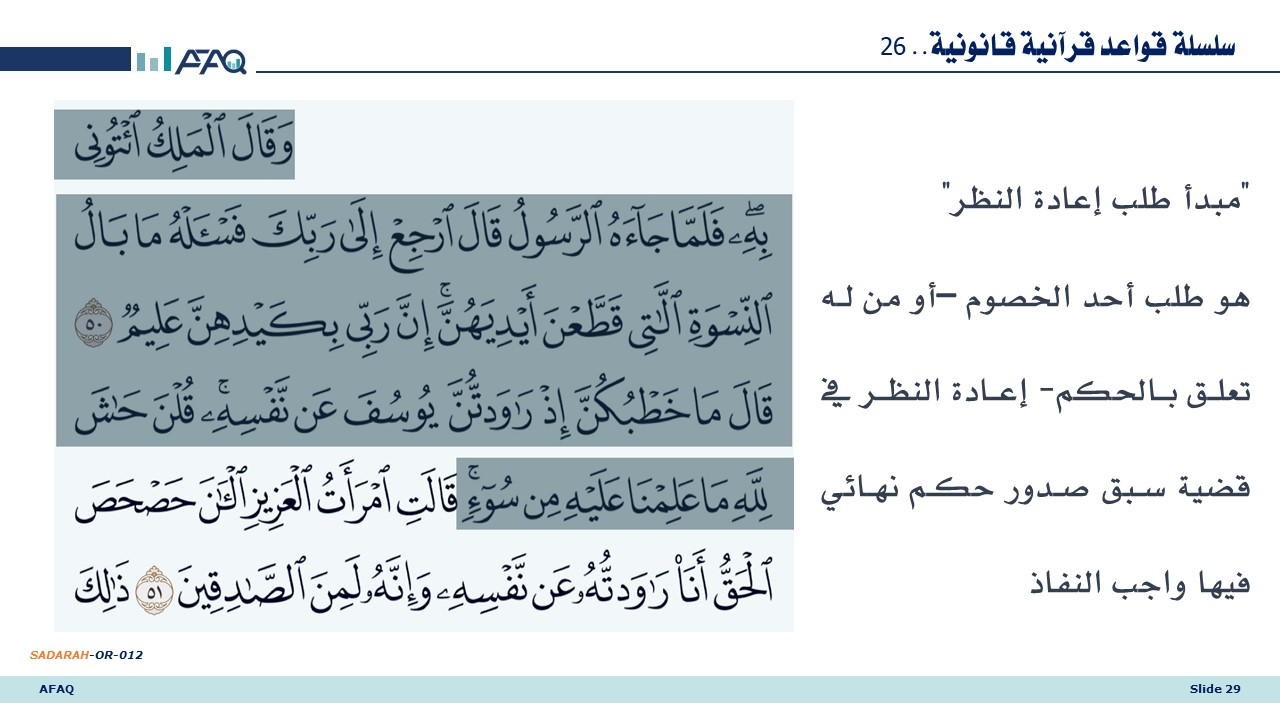 سلسلة قواعد قرآنية قانونية..26
AFAQ
"مبدأ طلب إعادة النظر"
هو طلب أحد الخصوم –أو من له
تعلق بالحكم- إعادة النظر في
قضية سبق صدور حكم نهائي
فيها واجب النفاذ
وَقَالَ ٱلْمَلِكُ ٱئْتُونِى
بِهِۦۖ فَلَمَّا جَآءَهُ ٱلرَّسُولُ قَالَ ٱرْجِعْ إِلَىٰ رَبِّكَ فَسْـَٔلْهُ مَا بَالُ
ٱلنِّسْوَةِ ٱلَّـٰتِى قَطَّعْنَ أَيْدِيَهُنَّۚ إِنَّ رَبِّى بِكَيْدِهِنَّ عَلِيمٌ ٥٠
قَالَ مَا خَطْبُكُنَّ إِذْ رَٰوَدتُّنَّ يُوسُفَ عَن نَّفْسِهِۦۚ قُلْنَ حَـٰشَ
لِلَّهِ مَا عَلِمْنَا عَلَيْهِ مِن سُوٓءٍۚ قَالَتِ ٱمْرَأَتُ ٱلْعَزِيزِ ٱلْـَٔـٰنَ حَصْحَصَ
ٱلْحَقُّ أَنَا۠ رَٰوَدتُّهُۥ عَن نَّفْسِهِۦ وَإِنَّهُۥ لَمِنَ ٱلصَّـٰدِقِينَ ٥١ ذَٰلِكَ
SADARAH-OR-012
AFAQ
Slide 29